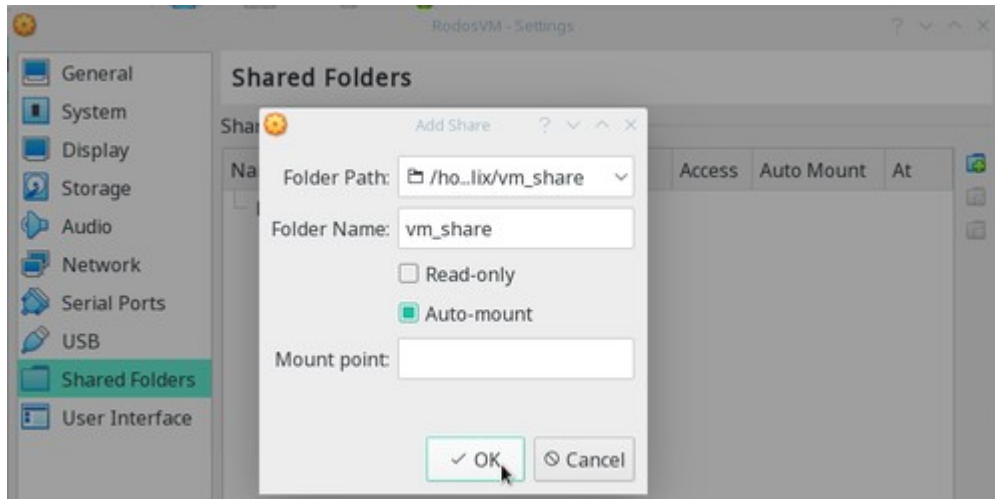 RodosVM - Settings
General
System
Display
Storage
Audio
Network
Serial Ports
USB
Shared Folders
User Interface
Shared Folders
Na
Access Auto Mount At
Add Share
Folder Path: /ho...lix/vm_share
Folder Name: vm_share
Read-only
Auto-mount
Mount point:
OK Cancel